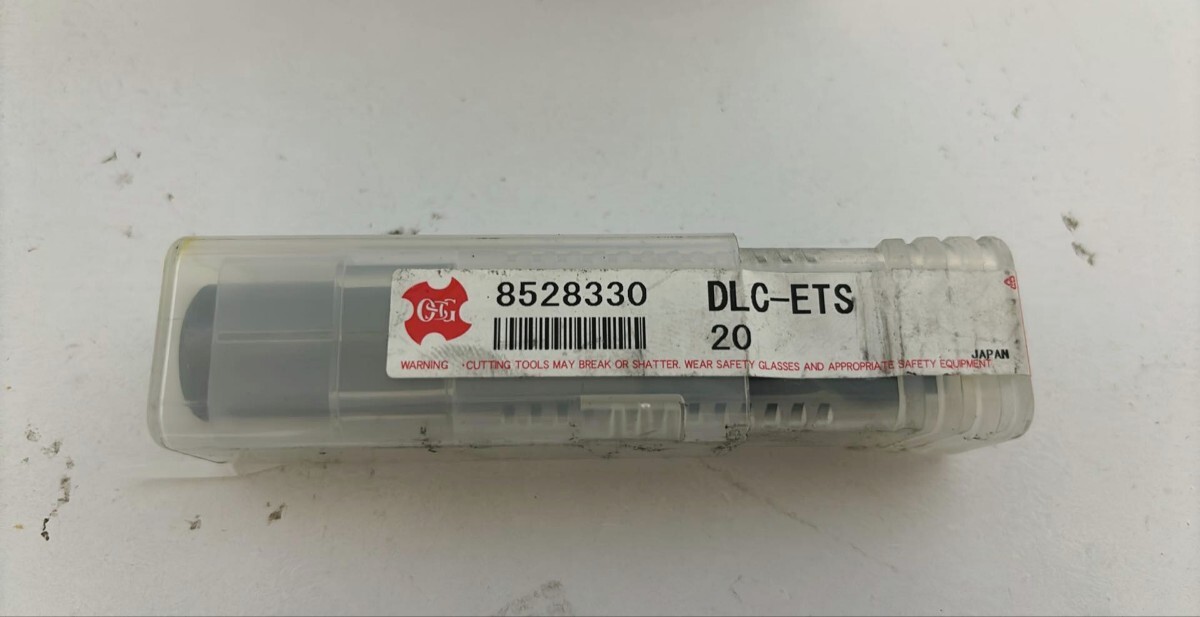 OSG
8528330
DLC-ETS
20
JAPAN
WARNING ・CUTTING TOOLS MAY BREAK OR SHATTER. WEAR SAFETY GLASSES AND APPROPRIATE SAFETY EQUIPMENT